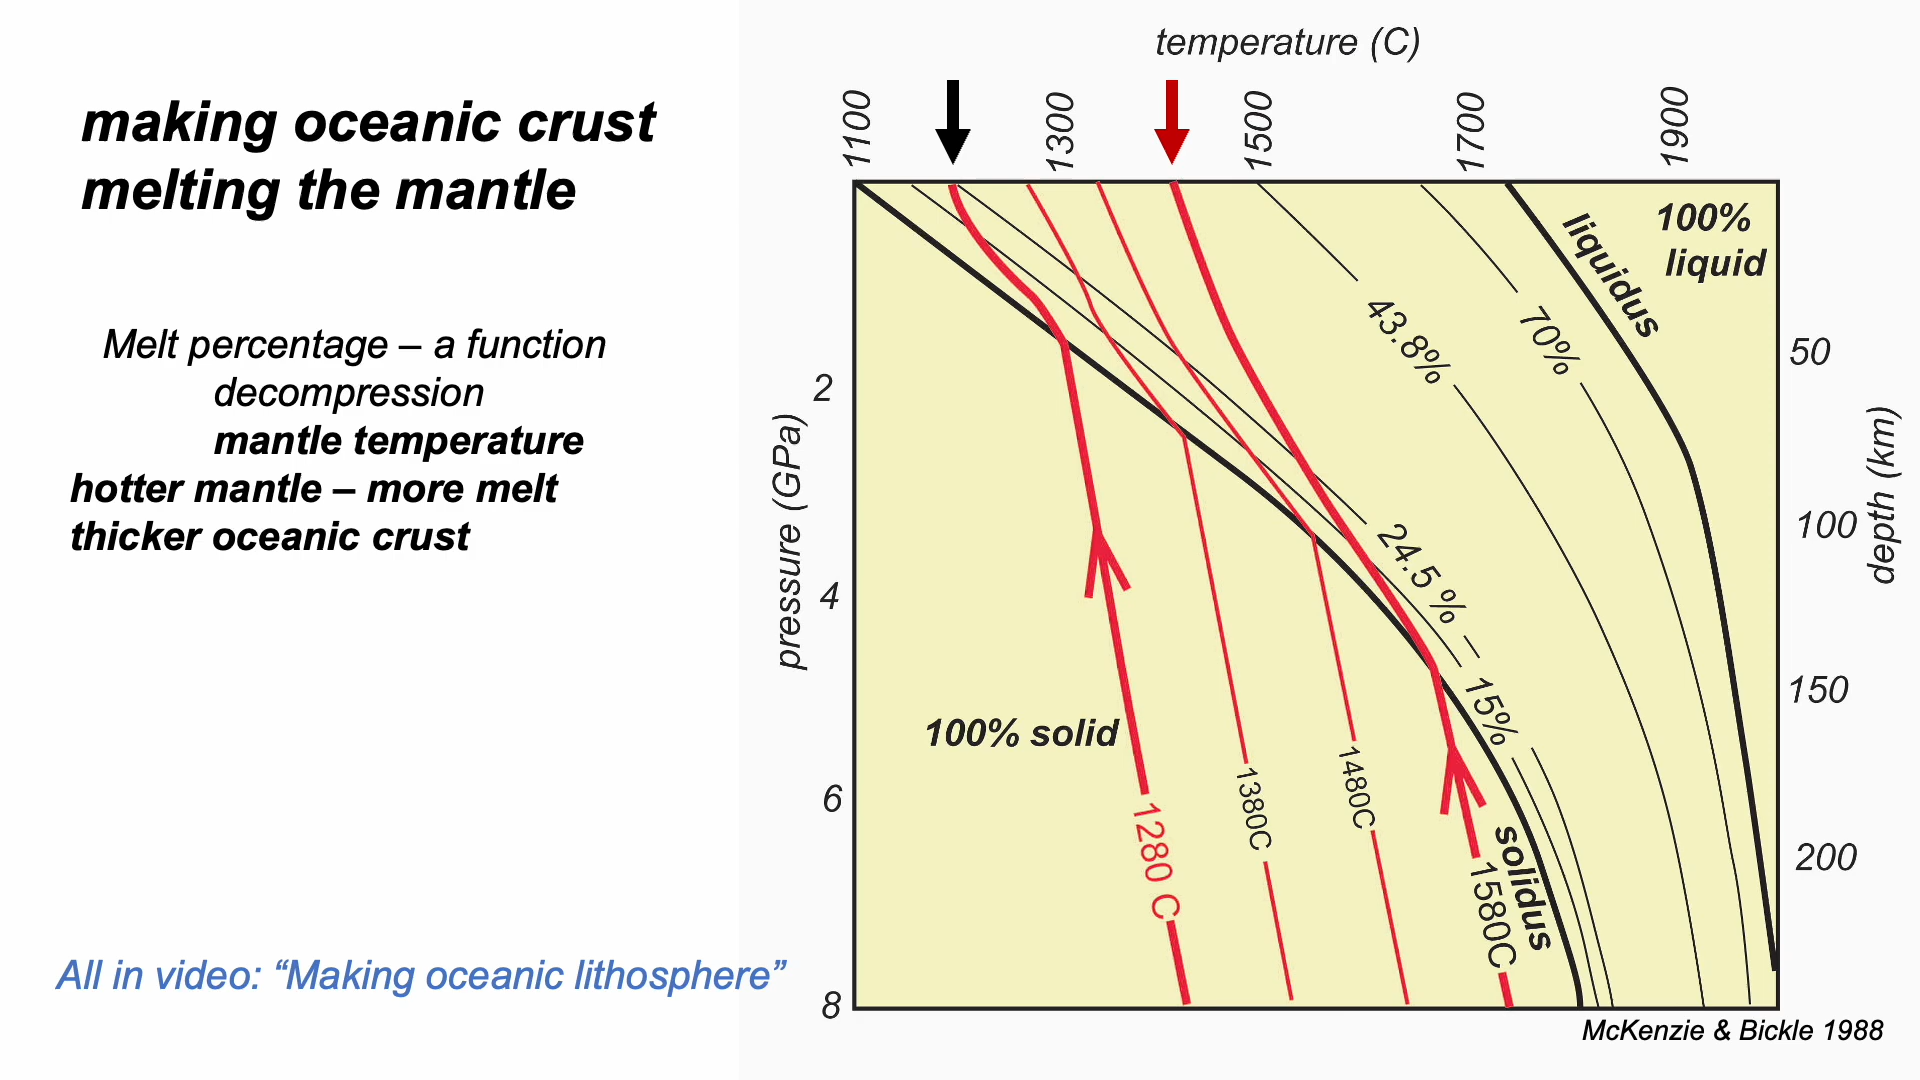 making oceanic crust
melting the mantle
Melt percentage – a function
decompression
mantle temperature
hotter mantle – more melt
thicker oceanic crust
All in video: “Making oceanic lithosphere”
temperature (C)
1100
1300
1500
1700
1900
pressure (GPa)
2
4
6
8
depth (km)
50
100
150
200
100%
liquid
liquidus
70%
43.8%
24.5 %
15%
100% solid
1280 C
1380C
1480C
1580C
solidus
McKenzie & Bickle 1988